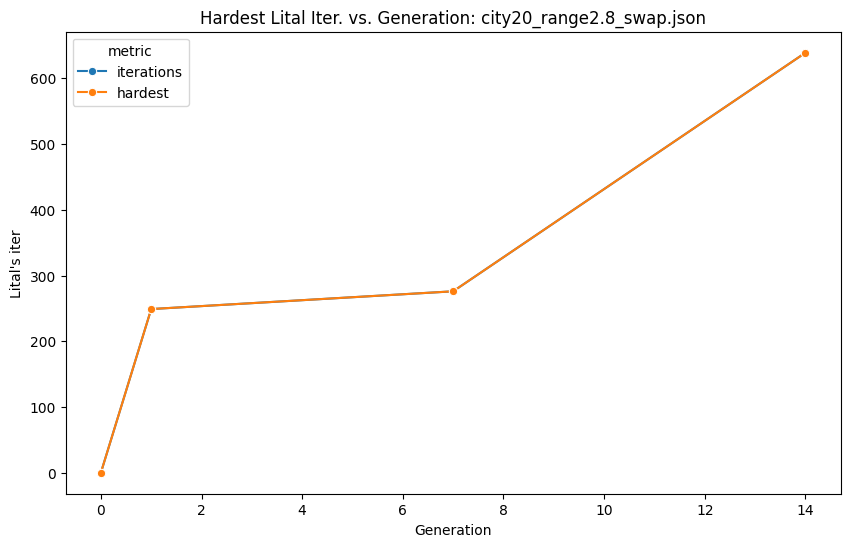 Hardest Lital Iter. vs. Generation: city20_range2.8_swap.json
metric
iterations
hardest
600
500
400
300
200
100
0
Lital's iter
0 2 4 6 8 10 12 14
Generation